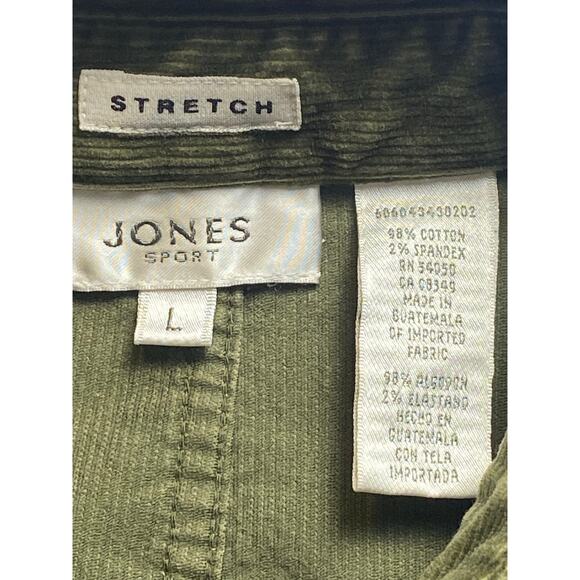 STRETCH
JONES
SPORT
L
606043430202
98% COTTON
2% SPANDEX
RN 54050
CA 08349
MADE IN
GUATEMALA
OF IMPORTED
FABRIC
98% ALGODON
2% ELASTANO
HECHO EN
GUATEMALA
CON TELA
IMPORTADA